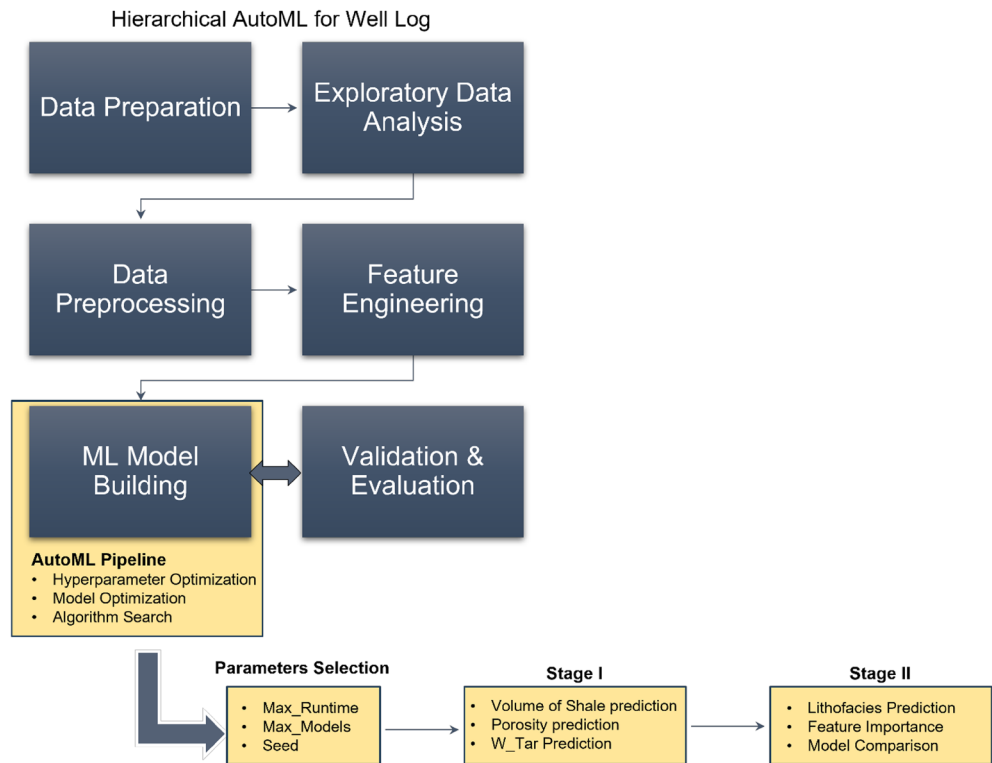 Hierarchical AutoML for Well Log
Data Preparation
Exploratory Data
Analysis
Data
Preprocessing
Feature
Engineering
ML Model
Building
Validation &
Evaluation
AutoML Pipeline
• Hyperparameter Optimization
• Model Optimization
• Algorithm Search
Parameters Selection
• Max_Runtime
• Max_Models
• Seed
Stage I
• Volume of Shale prediction
• Porosity prediction
• W_Tar Prediction
Stage II
• Lithofacies Prediction
• Feature Importance
• Model Comparison